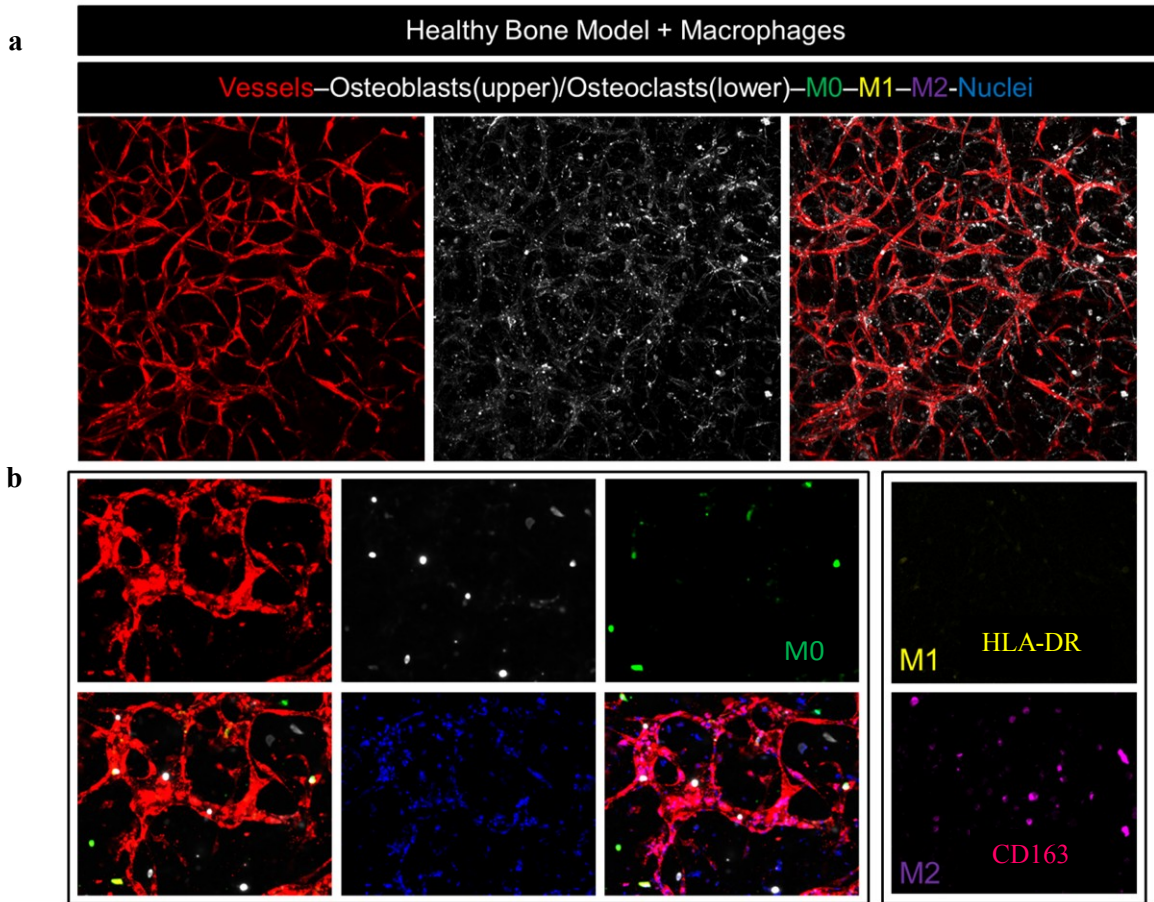 a
Healthy Bone Model + Macrophages
Vessels–Osteoblasts(upper)/Osteoclasts(lower)–M0–M1–M2-Nuclei
b
M0
HLA-DR
M1
CD163
M2